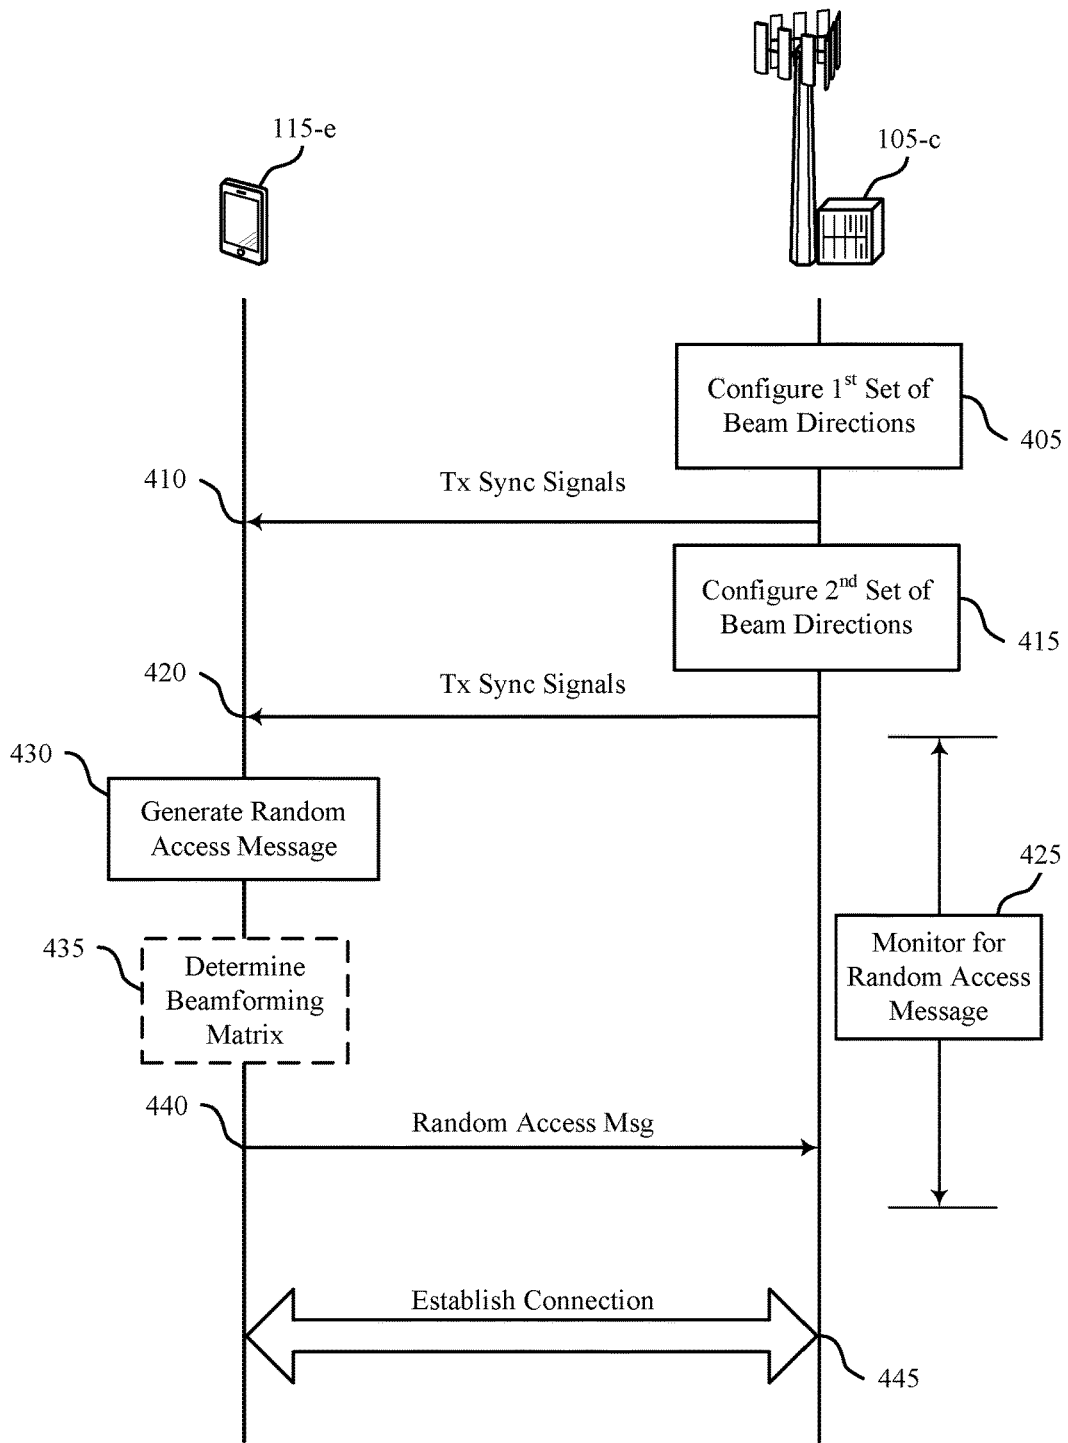 115-e
105-c
Configure 1st Set of
Beam Directions
405
410
Tx Sync Signals
Configure 2nd Set of
Beam Directions
415
420
Tx Sync Signals
430
Generate Random
Access Message
425
Monitor for
Random Access
Message
435
Determine
Beamforming
Matrix
440
Random Access Msg
Establish Connection
445